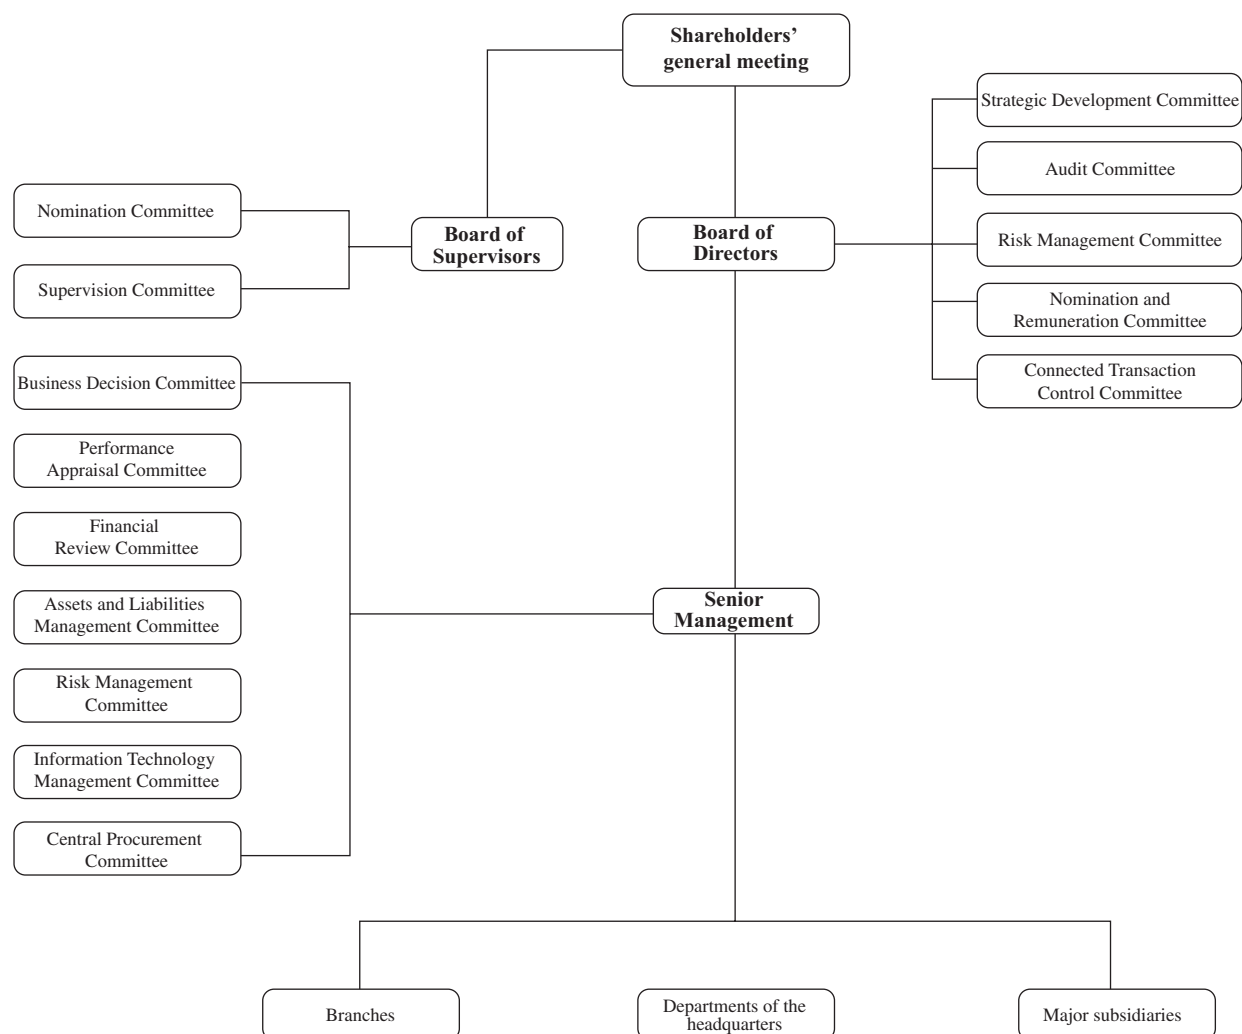 Shareholders'
general meeting
Strategic Development Committee
Audit Committee
Nomination Committee
Board of
Supervisors
Board of
Directors
Risk Management Committee
Supervision Committee
Nomination and
Remuneration Committee
Connected Transaction
Control Committee
Business Decision Committee
Performance
Appraisal Committee
Financial
Review Committee
Assets and Liabilities
Management Committee
Senior
Management
Risk Management
Committee
Information Technology
Management Committee
Central Procurement
Committee
Branches
Departments of the
headquarters
Major subsidiaries